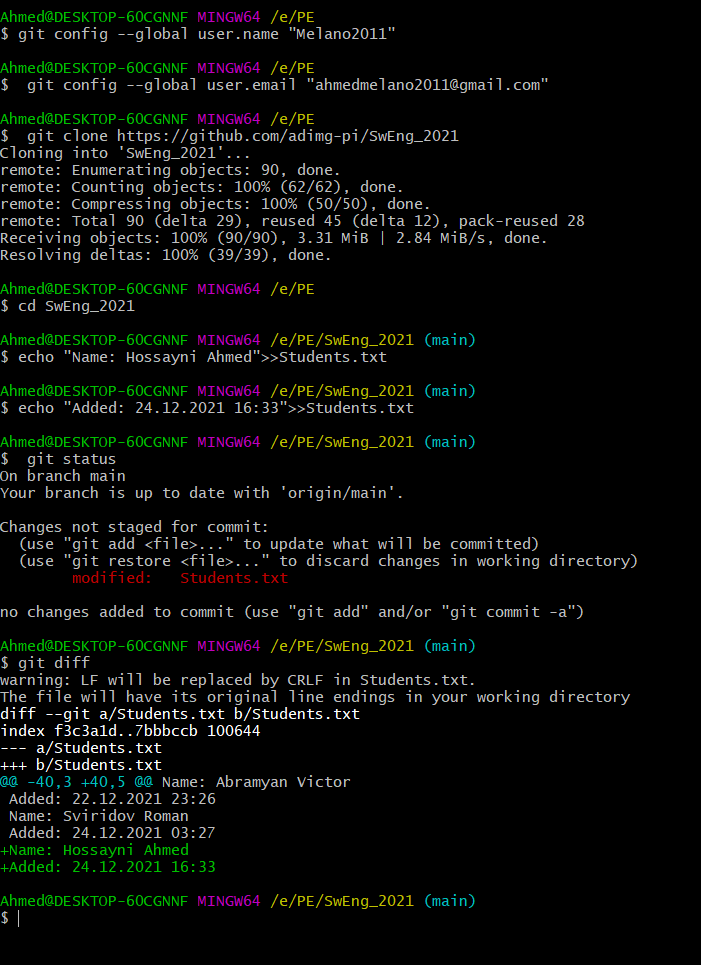 Ahmed@DESKTOP-6OCGNNF MINGW64 /e/PE
$ git config --global user.name "Melano2011"

Ahmed@DESKTOP-6OCGNNF MINGW64 /e/PE
$  git config --global user.email "ahmedmelano2011@gmail.com"

Ahmed@DESKTOP-6OCGNNF MINGW64 /e/PE
$  git clone https://github.com/adimg-pi/SwEng_2021
Cloning into 'SwEng_2021'...
remote: Enumerating objects: 90, done.
remote: Counting objects: 100% (62/62), done.
remote: Compressing objects: 100% (50/50), done.
remote: Total 90 (delta 29), reused 45 (delta 12), pack-reused 28
Receiving objects: 100% (90/90), 3.31 MiB | 2.84 MiB/s, done.
Resolving deltas: 100% (39/39), done.

Ahmed@DESKTOP-6OCGNNF MINGW64 /e/PE
$ cd SwEng_2021

Ahmed@DESKTOP-6OCGNNF MINGW64 /e/PE/SwEng_2021 (main)
$ echo "Name: Hossayni Ahmed">>Students.txt

Ahmed@DESKTOP-6OCGNNF MINGW64 /e/PE/SwEng_2021 (main)
$ echo "Added: 24.12.2021 16:33">>Students.txt

Ahmed@DESKTOP-6OCGNNF MINGW64 /e/PE/SwEng_2021 (main)
$  git status
On branch main
Your branch is up to date with 'origin/main'.

Changes not staged for commit:
  (use "git add <file>..." to update what will be committed)
  (use "git restore <file>..." to discard changes in working directory)
        modified:   Students.txt

no changes added to commit (use "git add" and/or "git commit -a")

Ahmed@DESKTOP-6OCGNNF MINGW64 /e/PE/SwEng_2021 (main)
$ git diff
warning: LF will be replaced by CRLF in Students.txt.
The file will have its original line endings in your working directory
diff --git a/Students.txt b/Students.txt
index f3c3a1d..7bbbccb 100644
--- a/Students.txt
+++ b/Students.txt
@@ -40,3 +40,5 @@ Name: Abramyan Victor
 Added: 22.12.2021 23:26
 Name: Sviridov Roman
 Added: 24.12.2021 03:27
+Name: Hossayni Ahmed
+Added: 24.12.2021 16:33

Ahmed@DESKTOP-6OCGNNF MINGW64 /e/PE/SwEng_2021 (main)
$